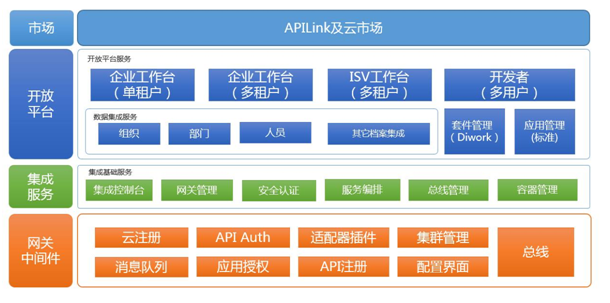 市场
APILink及云市场
开放
平台
开放平台服务
企业工作台
（单租户）
企业工作台
（多租户）
ISV工作台
（多租户）
开发者
（多用户）
数据集成服务
组织
部门
人员
其它档案集成
套件管理
（Diwork）
应用管理
(标准)
集成
服务
集成基础服务
集成控制台
网关管理
安全认证
服务编排
总线管理
容器管理
网关
中间件
云注册
API Auth
适配器插件
集群管理
消息队列
应用授权
API注册
配置界面
总线